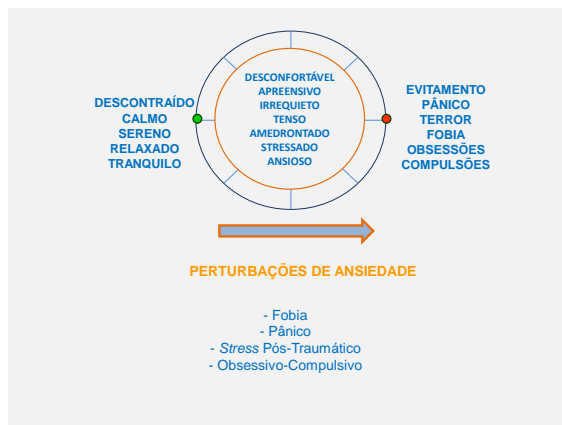 DESCONTRAÍDO
CALMO
SERENO
RELAXADO
TRANQUILO
DESCONFORTÁVEL
APREENSIVO
IRREQUIETO
TENSO
AMEDRONTADO
STRESSADO
ANSIOSO
EVITAMENTO
PÂNICO
TERROR
FOBIA
OBSESSÕES
COMPULSÕES
PERTURBAÇÕES DE ANSIEDADE
- Fobia
- Pânico
- Stress Pós-Traumático
- Obsessivo-Compulsivo